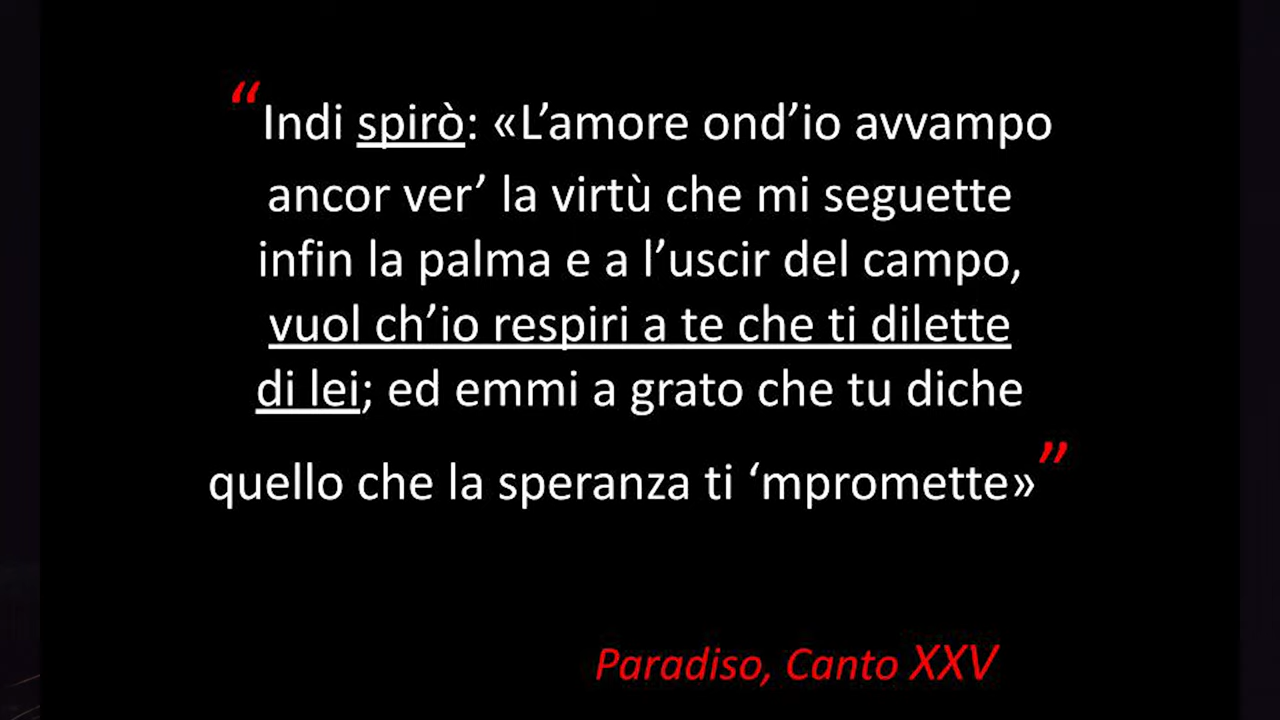 “Indi spirò: «L’amore ond’io avvampo
ancor ver’ la virtù che mi seguette
infin la palma e a l’uscir del campo,
vuol ch’io respiri a te che ti dilette
di lei; ed emmi a grato che tu diche
quello che la speranza ti ‘mpromette»”
Paradiso, Canto XXV